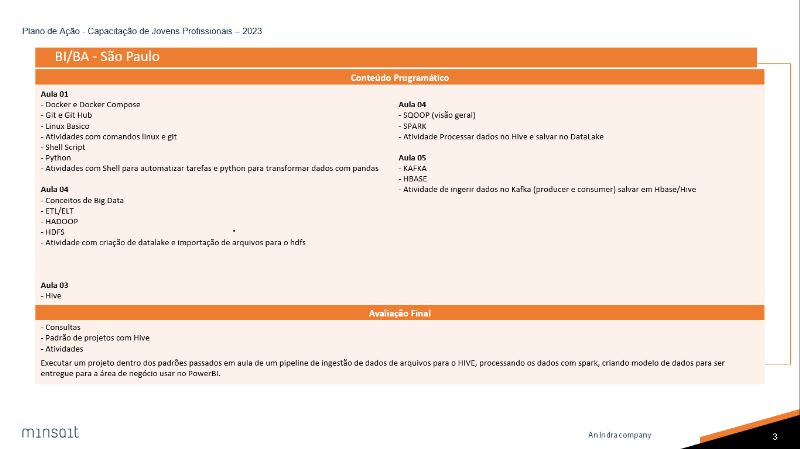 Plano de Ação - Capacitação de Jovens Profissionais – 2023
BI/BA - São Paulo
Conteúdo Programático
Aula 01
- Docker e Docker Compose
- Git e Git Hub
- Linux Basico
- Atividades com comandos linux e git
- Shell Script
- Python
- Atividades com Shell para automatizar tarefas e python para transformar dados com pandas
Aula 04
- Conceitos de Big Data
- ETL/ELT
- HADOOP
- HDFS
- Atividade com criação de datalake e importação de arquivos para o hdfs
Aula 03
- Hive
Aula 04
- SQOOP (visão geral)
- SPARK
- Atividade Processar dados no Hive e salvar no DataLake
Aula 05
- KAFKA
- HBASE
- Atividade de ingerir dados no Kafka (producer e consumer) salvar em Hbase/Hive
Avaliação Final
- Consultas
- Padrão de projetos com Hive
- Atividades
Executar um projeto dentro dos padrões passados em aula de um pipeline de ingestão de dados de arquivos para o HIVE, processando os dados com spark, criando modelo de dados para ser
entregue para a área de negócio usar no PowerBI.
minsait
An Indra company
3